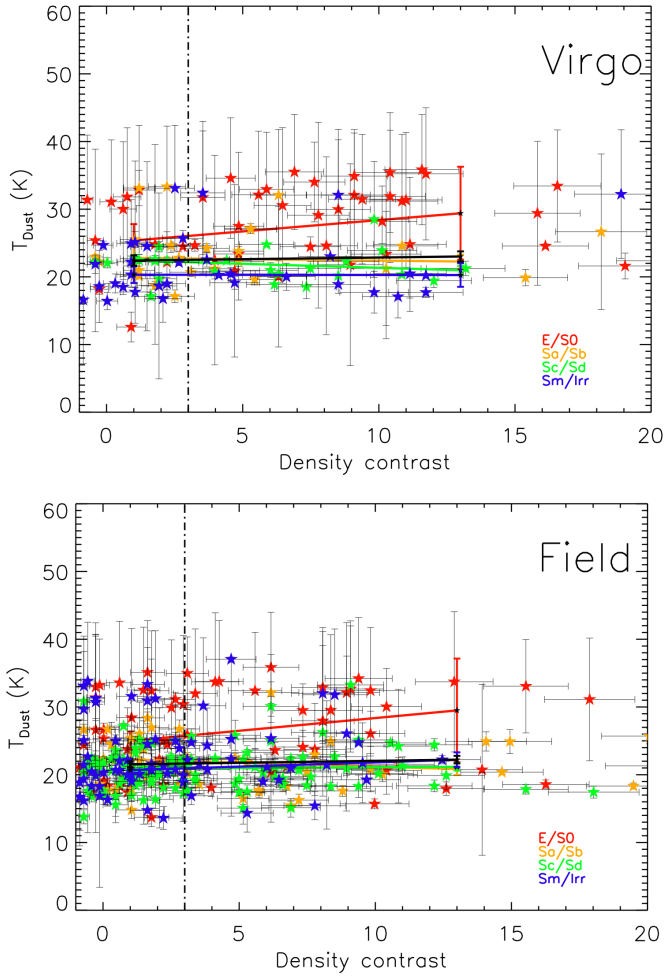 Virgo
60
50
40
30
20
10
0
T_Dust (K)
E/S0
Sa/Sb
Sc/Sd
Sm/Irr
0 5 10 15 20
Density contrast
Field
60
50
40
30
20
10
0
T_Dust (K)
E/S0
Sa/Sb
Sc/Sd
Sm/Irr
0 5 10 15 20
Density contrast